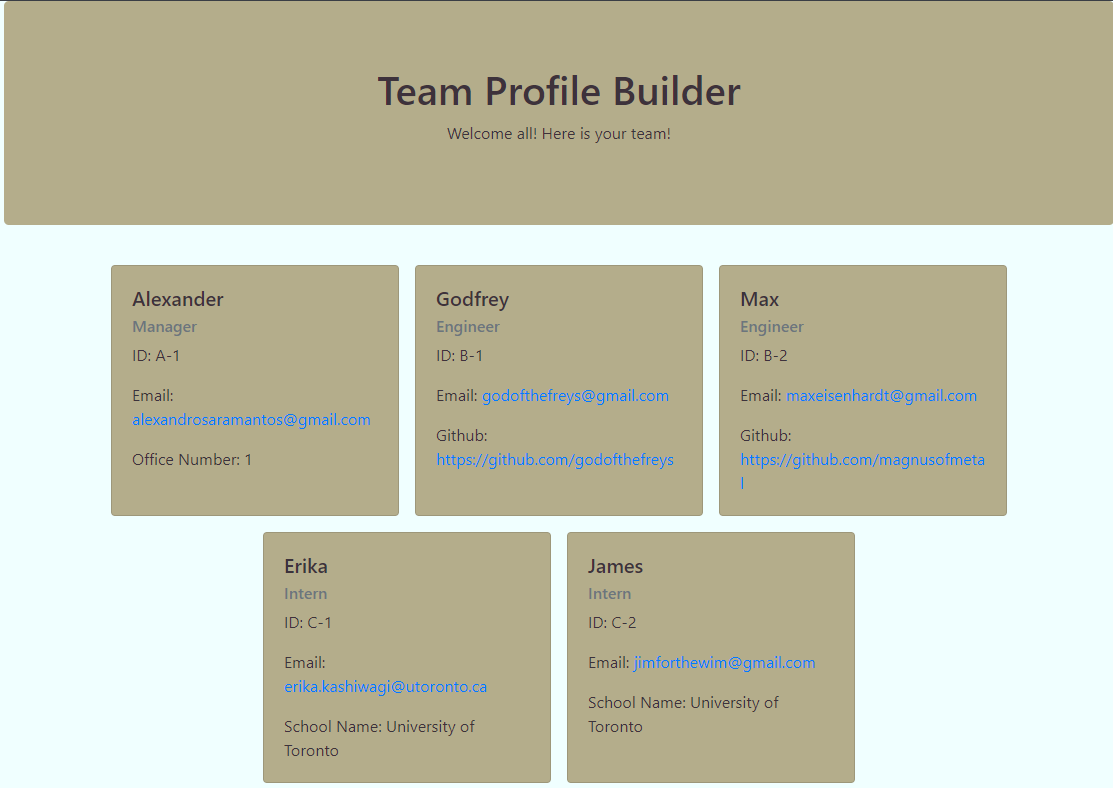 Team Profile Builder
Welcome all! Here is your team!
Alexander
Manager
ID: A-1
Email:
alexandrosaramantos@gmail.com
Office Number: 1
Godfrey
Engineer
ID: B-1
Email: godofthefreys@gmail.com
Github:
https://github.com/godofthefreys
Max
Engineer
ID: B-2
Email: maxeisenhardt@gmail.com
Github:
https://github.com/magnusofmeta
l
Erika
Intern
ID: C-1
Email:
erika.kashiwagi@utoronto.ca
School Name: University of
Toronto
James
Intern
ID: C-2
Email: jimforthewim@gmail.com
School Name: University of
Toronto